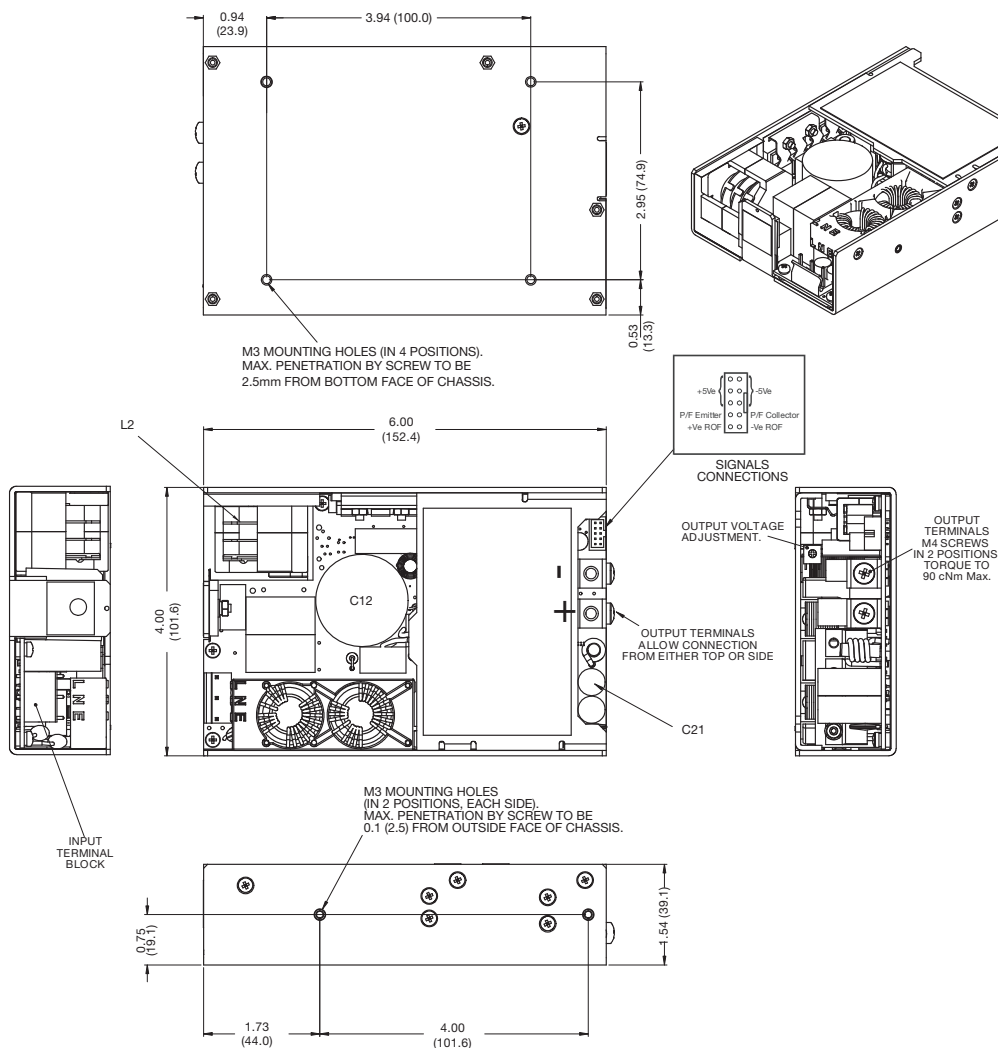 0.94
(23.9)
3.94 (100.0)
2.95 (74.9)
0.53
(13.3)
L N E
L N E
M3 MOUNTING HOLES (IN 4 POSITIONS).
MAX. PENETRATION BY SCREW TO BE
2.5mm FROM BOTTOM FACE OF CHASSIS.
+5Ve
-5Ve
P/F Emitter
P/F Collector
+Ve ROF
-Ve ROF
SIGNALS
CONNECTIONS
L2
6.00
(152.4)
4.00
(101.6)
C12
-
+
L N E
L N E
OUTPUT VOLTAGE
ADJUSTMENT.
OUTPUT
TERMINALS
M4 SCREWS
IN 2 POSITIONS
TORQUE TO
90 cNm Max.
OUTPUT TERMINALS
ALLOW CONNECTION
FROM EITHER TOP OR SIDE
C21
INPUT
TERMINAL
BLOCK
M3 MOUNTING HOLES
(IN 2 POSITIONS, EACH SIDE).
MAX. PENETRATION BY SCREW TO BE
0.1 (2.5) FROM OUTSIDE FACE OF CHASSIS.
0.75
(19.1)
1.54 (39.1)
1.73
(44.0)
4.00
(101.6)